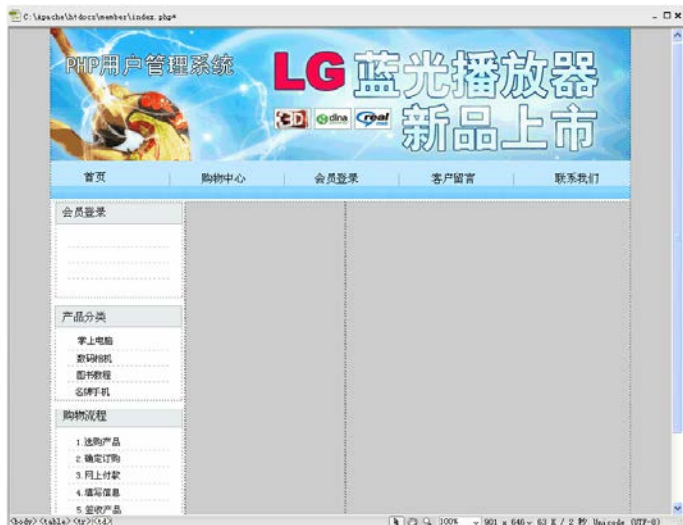 C:\Apache\htdocs\member\index.php*
PHP用户管理系统
LG 蓝光播放器
3D dlna real
新品上市
首页 购物中心 会员登录 客户留言 联系我们
会员登录
产品分类
掌上电脑
数码相机
图书教程
名牌手机
购物流程
1.选购产品
2.确定订购
3.网上付款
4.填写信息
5.签收产品
<body> <table> <tr> <td> 100% 901 x 646 63 K / 2 秒 Unicode (UTF-8)